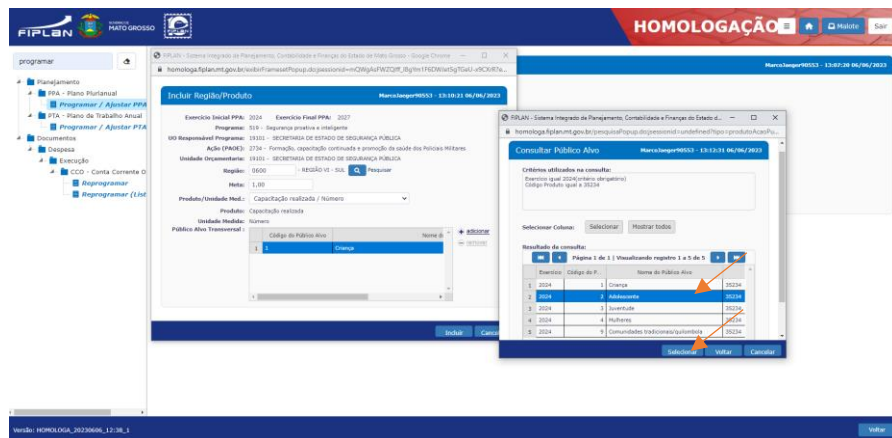 FIPLAN
GOVERNO DE
MATO GROSSO
HOMOLOGAÇÃO
Malote
Sair
programar
MarcoJaeger90553 - 13:07:20 06/06/2023
Planejamento
PPA - Plano Plurianual
Programar / Ajustar PPA
PTA - Plano de Trabalho Anual
Programar / Ajustar PTA
Documentos
Despesa
Execução
CCO - Conta Corrente O
Reprogramar
Reprogramar (List
FIPLAN - Sistema Integrado de Planejamento, Contabilidade e Finanças do Estado de Mato Grosso - Google Chrome
Incluir Região/Produto
MarcoJaeger90553 - 13:10:21 06/06/2023
Exercício Inicial PPA: 2024 Exercício Final PPA: 2027
Programa: 519 - Segurança proativa e inteligente
UO Responsável Programa: 19101 - SECRETARIA DE ESTADO DE SEGURANÇA PÚBLICA
Ação (PAOE): 2734 - Formação, capacitação continuada e promoção da saúde dos Policiais Militares
Unidade Orçamentaria: 19101 - SECRETARIA DE ESTADO DE SEGURANÇA PÚBLICA
Região: 0600 - REGIÃO VI - SUL Pesquisar
Meta: 1,00
Produto/Unidade Med.: Capacitação realizada / Número
Produto: Capacitação realizada
Unidade Medida: Número
Público Alvo Transversal :
Código do Público Alvo Nome d
1 1 Criança
adicionar
remover
Incluir Cance
FIPLAN - Sistema Integrado de Planejamento, Contabilidade e Finanças do Estado d...
Consultar Público Alvo
MarcoJaeger90553 - 13:12:31 06/06/2023
Critérios utilizados na consulta:
Exercício igual 2024(critério obrigatório)
Código Produto igual a 35234
Selecionar Coluna: Selecionar Mostrar todos
Resultado da consulta:
Página 1 de 1 | Visualizando registro 1 a 5 de 5
Exercício Código do P... Nome do Público Alvo
1 2024 1 Criança 35234
2 2024 2 Adolescente 35234
3 2024 3 Juventude 35234
4 2024 4 Mulheres 35234
5 2024 9 Comunidades tradicionais/quilombola 35234
Selecionar Voltar Cancelar
Versão: HOMOLOGA_20230606_12:38_1
Voltar